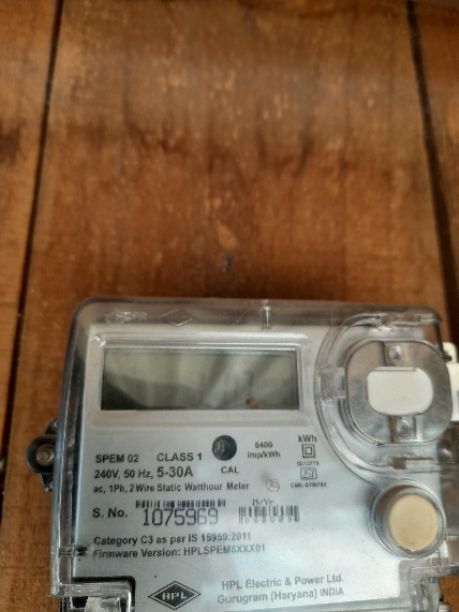 SPEM 02 CLASS 1
6400 imp/kWh
kWh
240V, 50 Hz, 5-30A CAL
ac, 1Ph, 2 Wire Static Watthour Meter
S. No. 1075969
M/Yr
Category C3 as per IS 15959:2011
Firmware Version: HPLSPEM5XXX01
HPL
HPL Electric & Power Ltd.
Gurugram (Haryana) INDIA